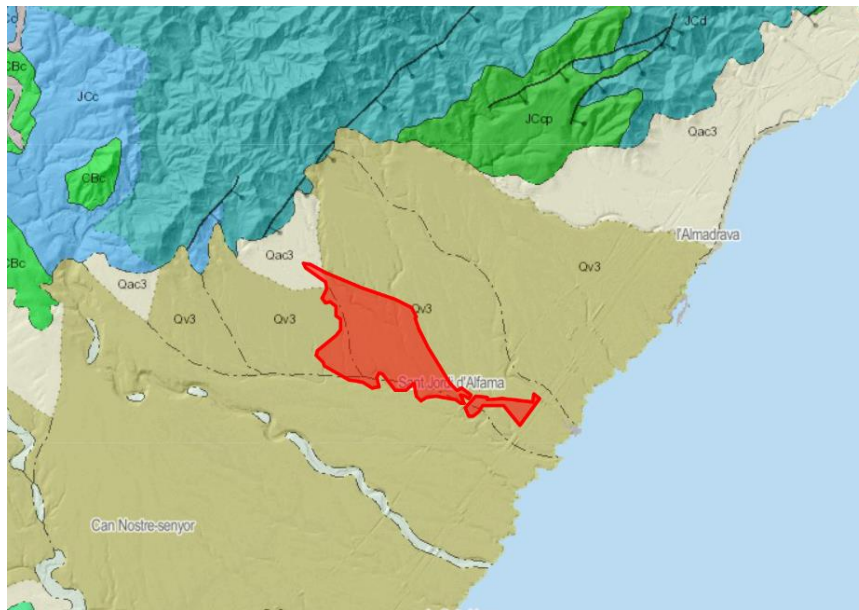 JCd
CBc
JCc
JCcp
Qac3
CBc
l'Almadrava
CBc
Qac3
Qv3
Qac3
Qv3
Qv3
Qv3
Sant Jordi d'Alfama
Can Nostre-senyor